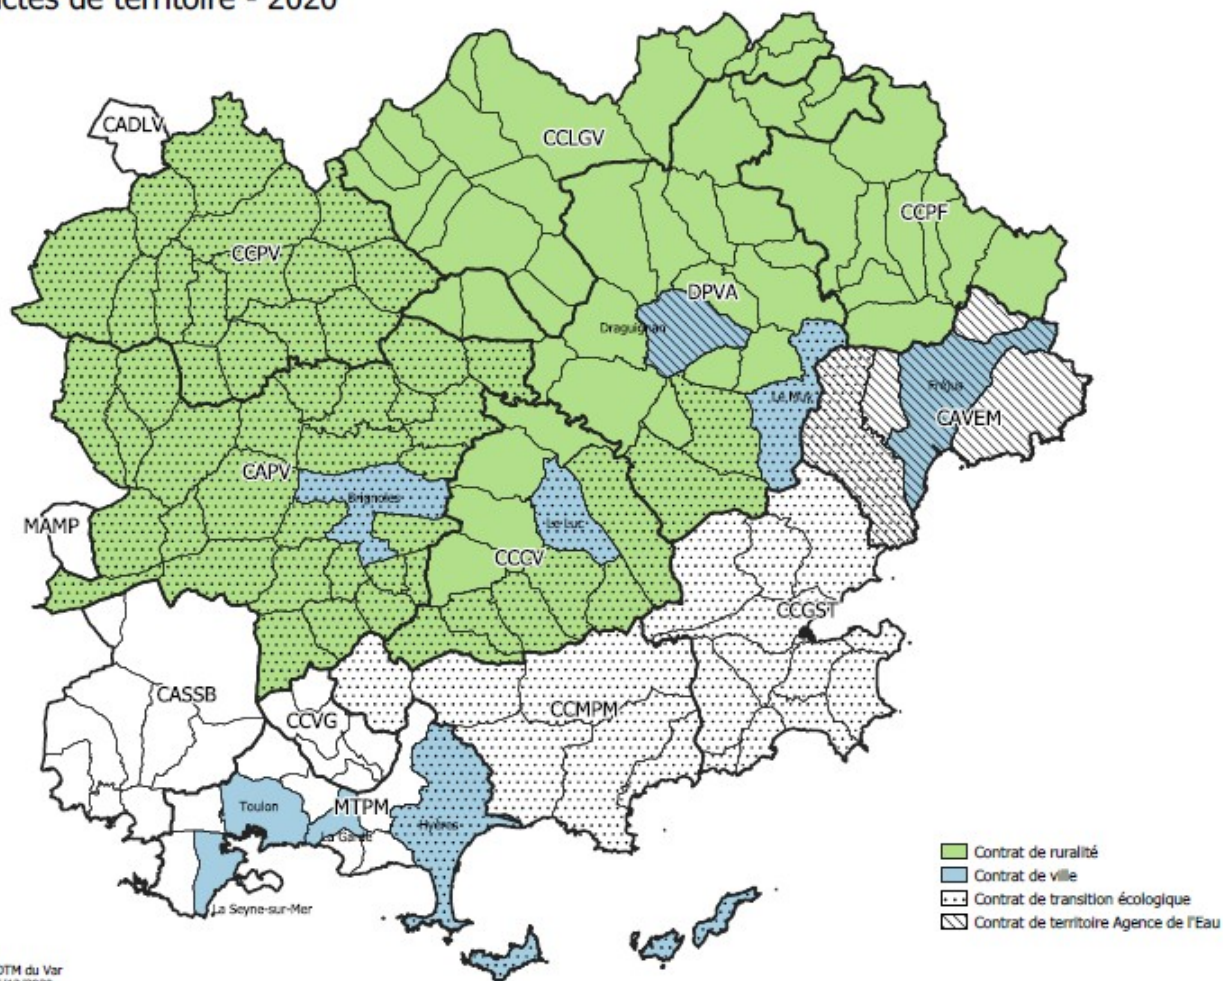 territoire - 2020
CADLV
CCLGV
CCPV
CCPF
DPVA
Draguignan
Le Muy
Fréjus
CAVEM
CAPV
Brignoles
Le Luc
MAMP
CCCV
CCGST
CASSB
CCVG
CCMPM
Toulon
MTPM
La Garde
Hyères
La Seyne-sur-Mer
Contrat de ruralité
Contrat de ville
Contrat de transition écologique
Contrat de territoire Agence de l'Eau
DTM du Var